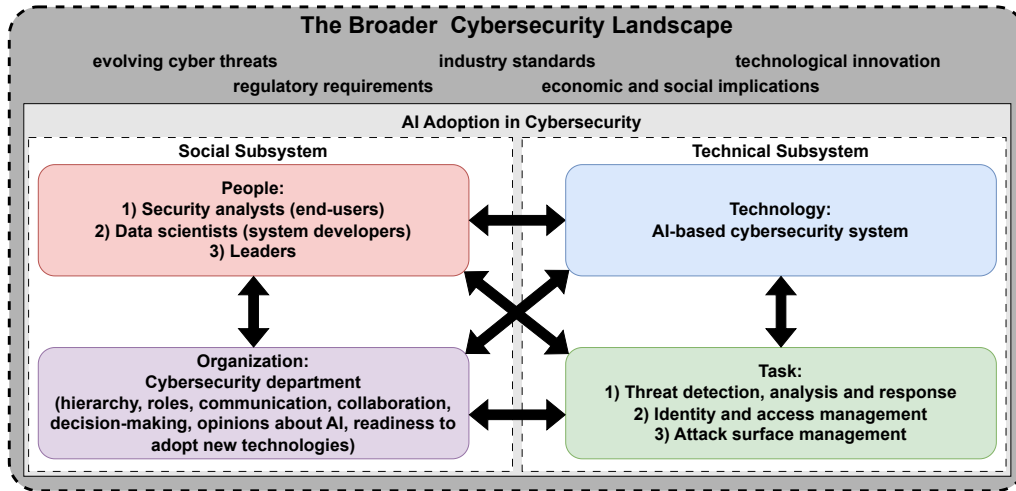 The Broader Cybersecurity Landscape
evolving cyber threats
industry standards
technological innovation
regulatory requirements
economic and social implications
AI Adoption in Cybersecurity
Social Subsystem
Technical Subsystem
People:
1) Security analysts (end-users)
2) Data scientists (system developers)
3) Leaders
Technology:
AI-based cybersecurity system
Organization:
Cybersecurity department
(hierarchy, roles, communication, collaboration,
decision-making, opinions about AI, readiness to
adopt new technologies)
Task:
1) Threat detection, analysis and response
2) Identity and access management
3) Attack surface management